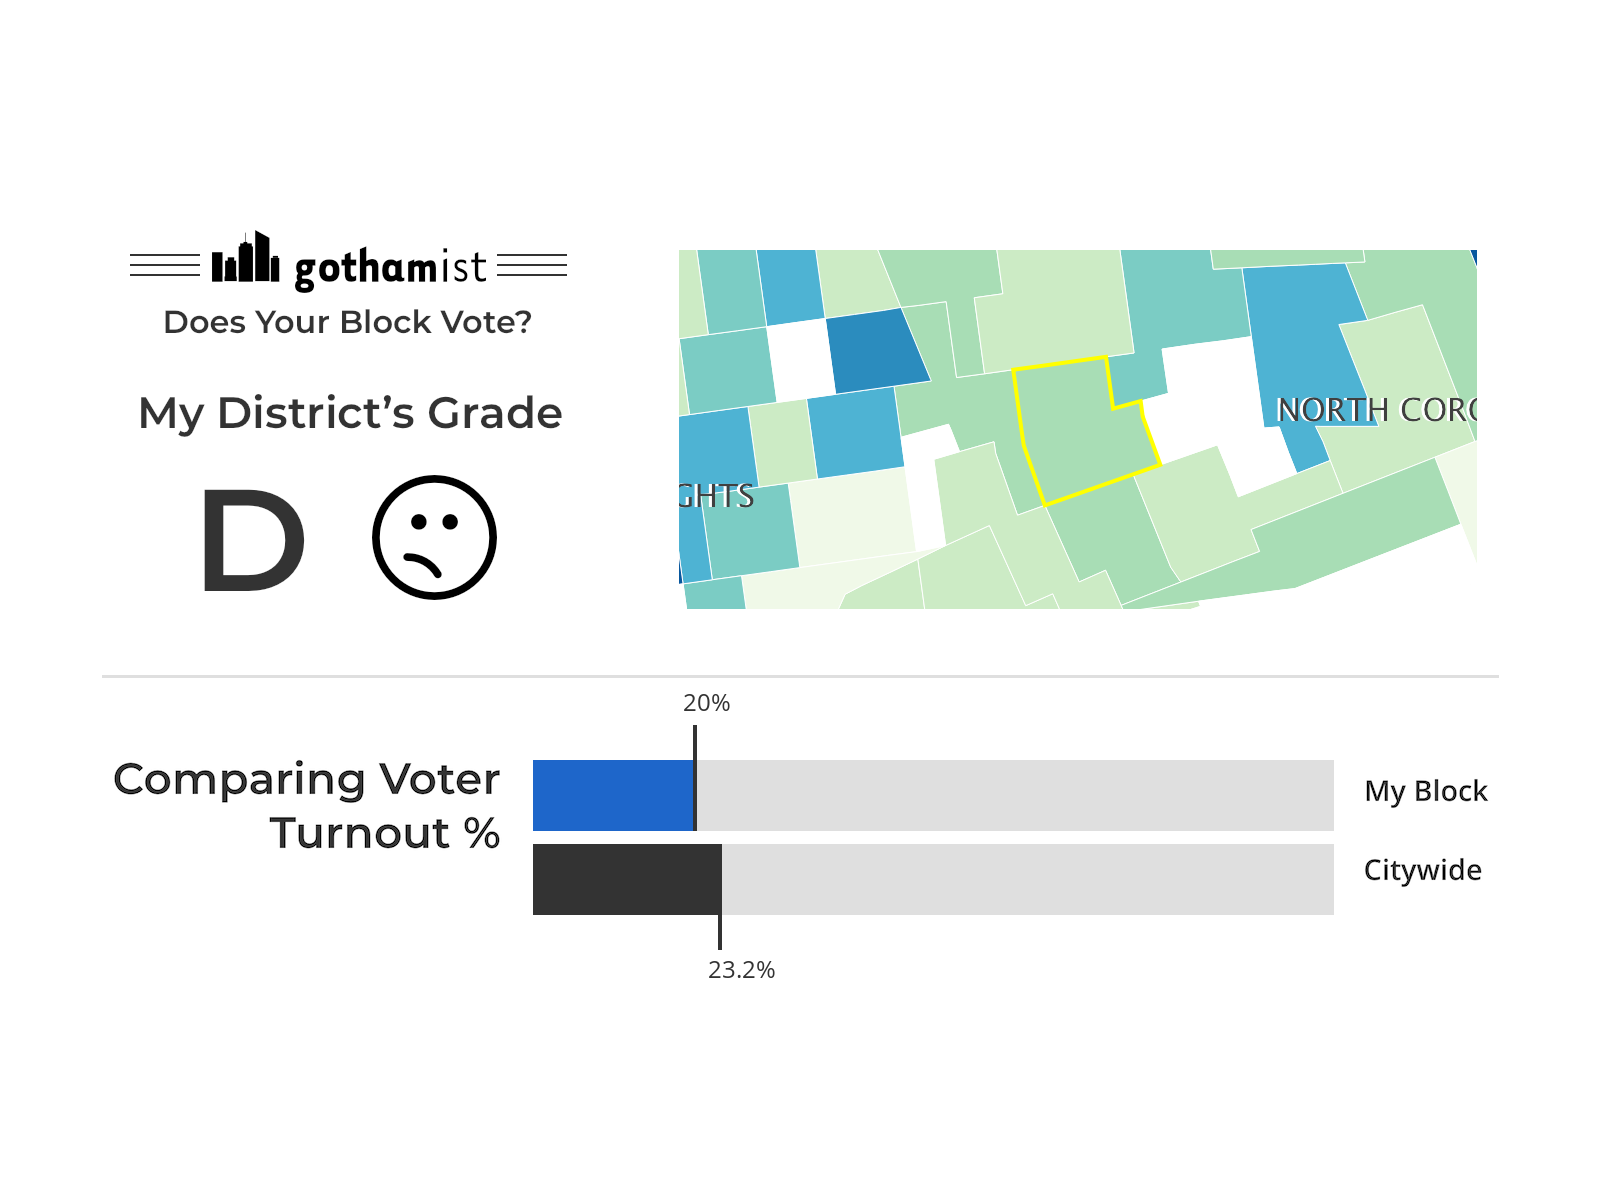 gothamist
Does Your Block Vote?
My District’s Grade
D
NORTH CORO
GHTS
20%
Comparing Voter
Turnout %
My Block
Citywide
23.2%